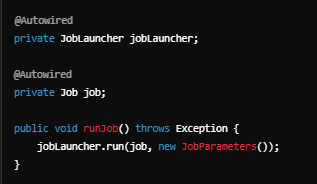 @Autowired
private JobLauncher jobLauncher;
@Autowired
private Job job;
public void runJob() throws Exception {
jobLauncher.run(job, new JobParameters());
}